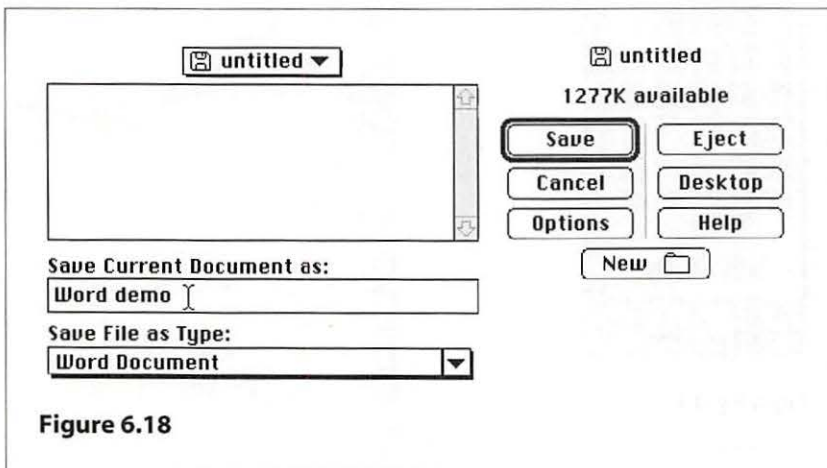 untitled
untitled
1277K available
Save
Eject
Cancel
Desktop
Options
Help
New
Save Current Document as:
Word demo
Save File as Type:
Word Document
Figure 6.18